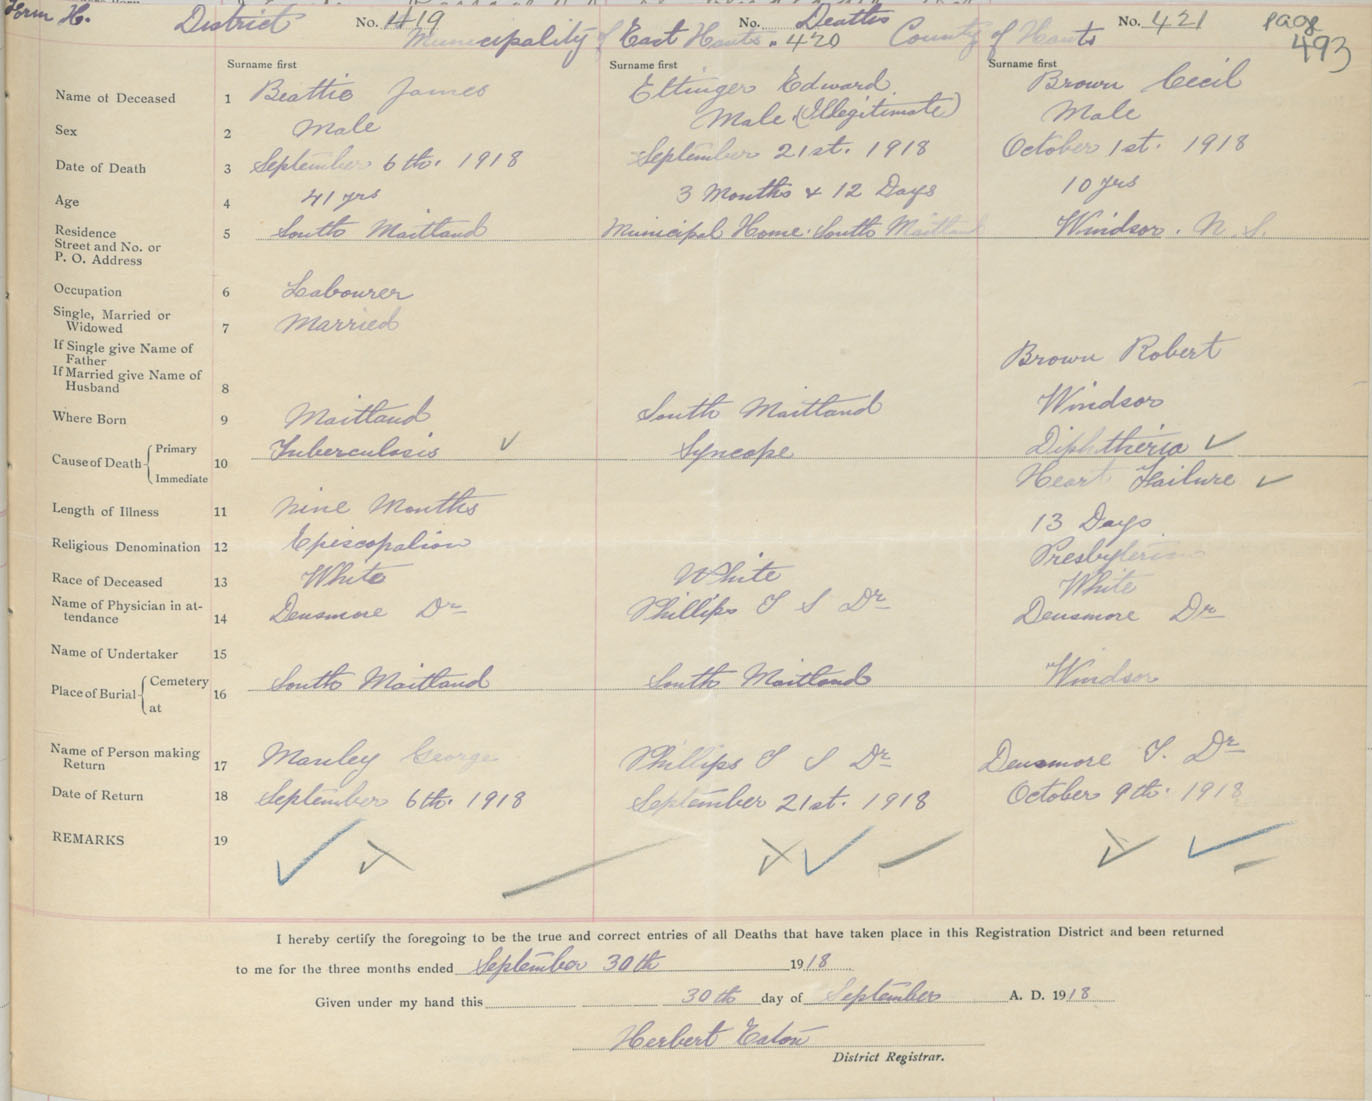 Form H. District No. 1419 No. Deaths No. 421 page
Municipality of East Hants. 420 County of Hants 493
Surname first Surname first Surname first
Name of Deceased 1 Beattie James Ettinger Edward Brown Cecil
Sex 2 Male Male (Illegitimate) Male
Date of Death 3 September 6th. 1918 September 21st. 1918 October 1st. 1918
Age 4 41 yrs 3 Months & 12 Days 10 yrs
Residence 5 South Maitland Municipal Home. South Maitland Windsor. N. S.
Street and No. or
P. O. Address
Occupation 6 Labourer
Single, Married or
Widowed 7 Married
If Single give Name of
Father Brown Robert
If Married give Name of
Husband 8
Where Born 9 Maitland South Maitland Windsor
Cause of Death Primary 10 Tuberculosis ✓ Syncope Diphtheria ✓
Immediate Heart Failure ✓
Length of Illness 11 Nine Months 13 Days
Religious Denomination 12 Episcopalion Presbyterian
Race of Deceased 13 White White White
Name of Physician in at-
tendance 14 Densmore Dr Phillips T S Dr Densmore Dr
Name of Undertaker 15
Place of Burial Cemetery 16 South Maitland South Maitland Windsor
at
Name of Person making
Return 17 Manley George Phillips T S Dr Densmore T. Dr
Date of Return 18 September 6th. 1918 September 21st. 1918 October 9th. 1918
REMARKS 19
I hereby certify the foregoing to be the true and correct entries of all Deaths that have taken place in this Registration District and been returned
to me for the three months ended September 30th 1918
Given under my hand this 30th day of September A. D. 1918
Herbert Eaton
District Registrar.